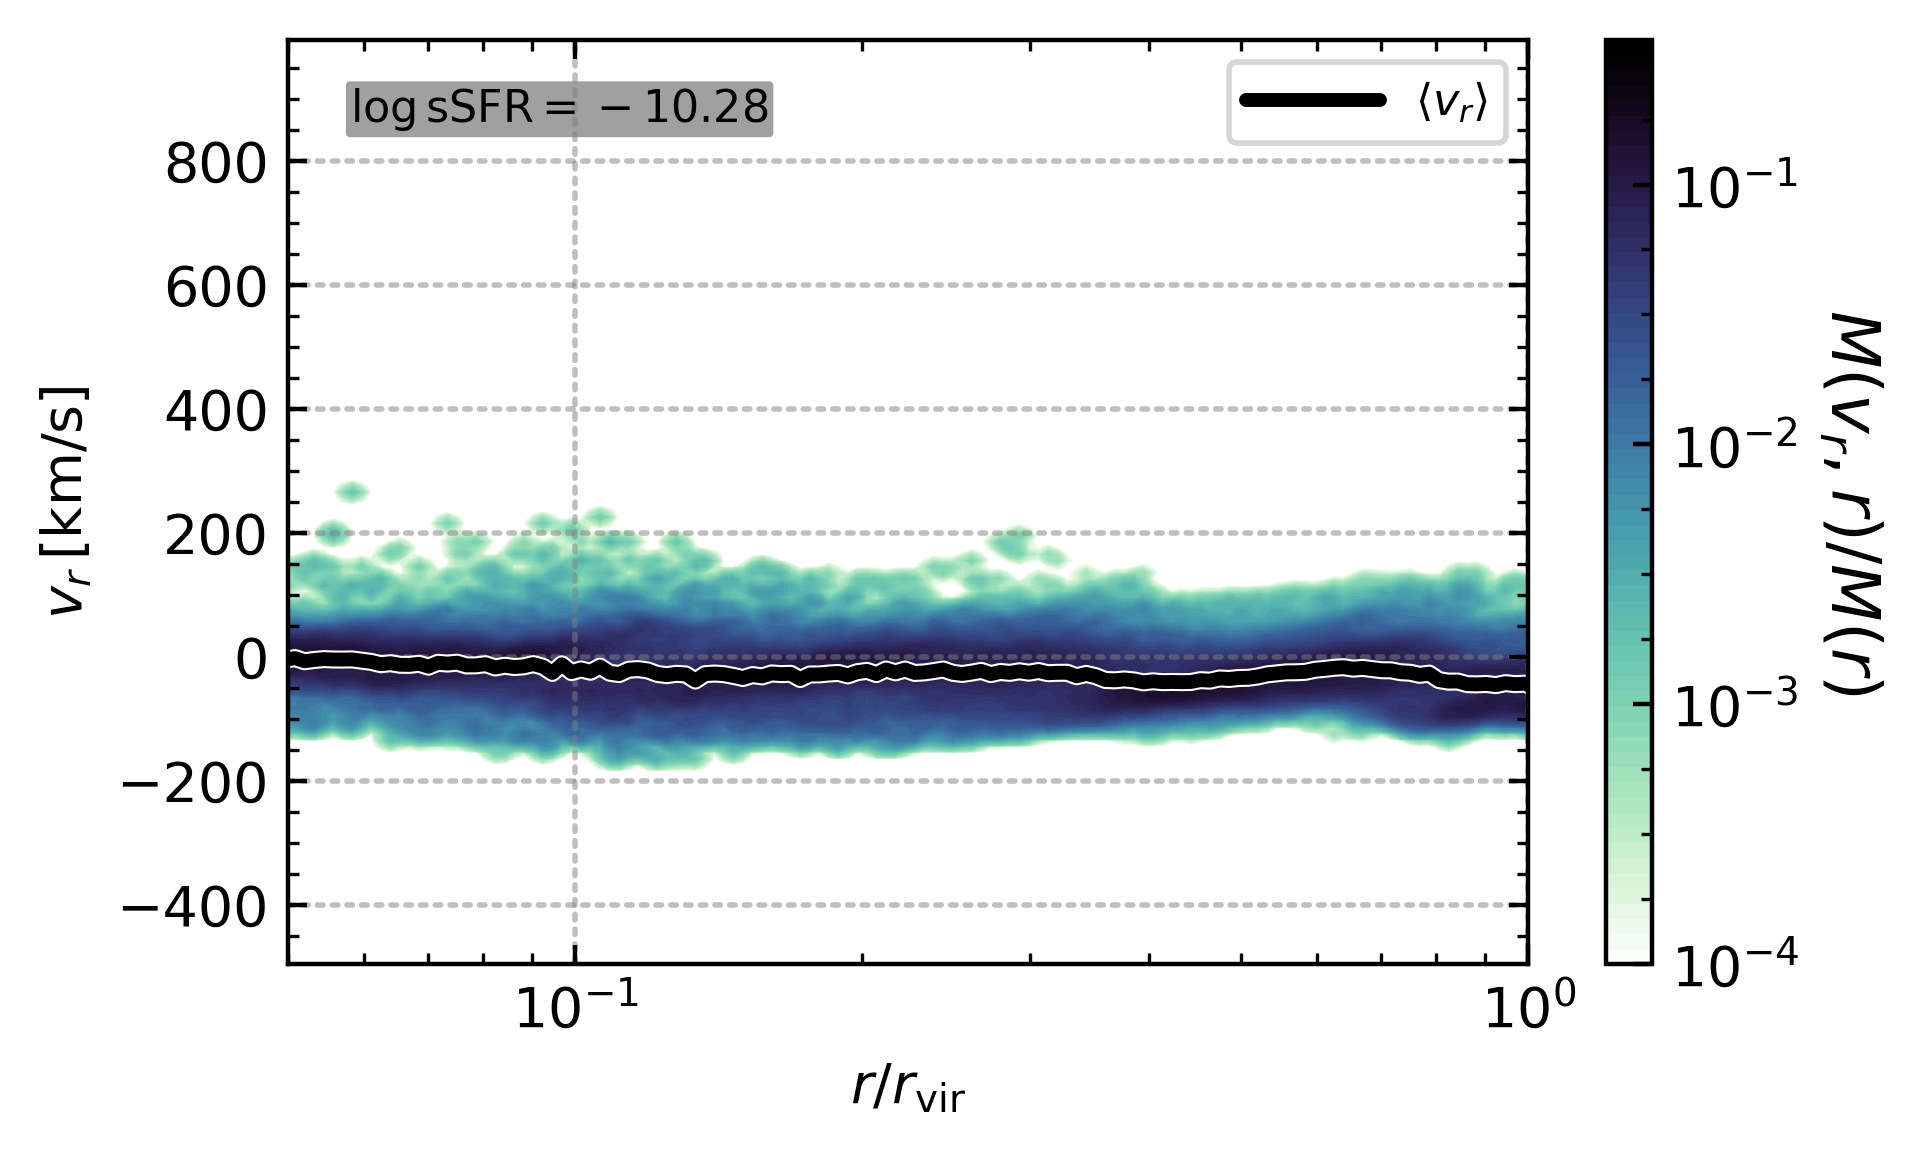 log sSFR = −10.28
⟨v_r⟩
800
600
400
200
0
−200
−400
v_r [km/s]
10^−1
10^0
r/r_vir
10^−1
10^−2
10^−3
10^−4
M(v_r, r)/M(r)